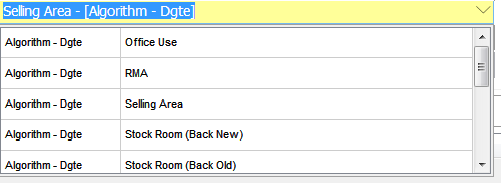 Selling Area - [Algorithm - Dgte]
Algorithm - Dgte Office Use
Algorithm - Dgte RMA
Algorithm - Dgte Selling Area
Algorithm - Dgte Stock Room (Back New)
Algorithm - Dgte Stock Room (Back Old)